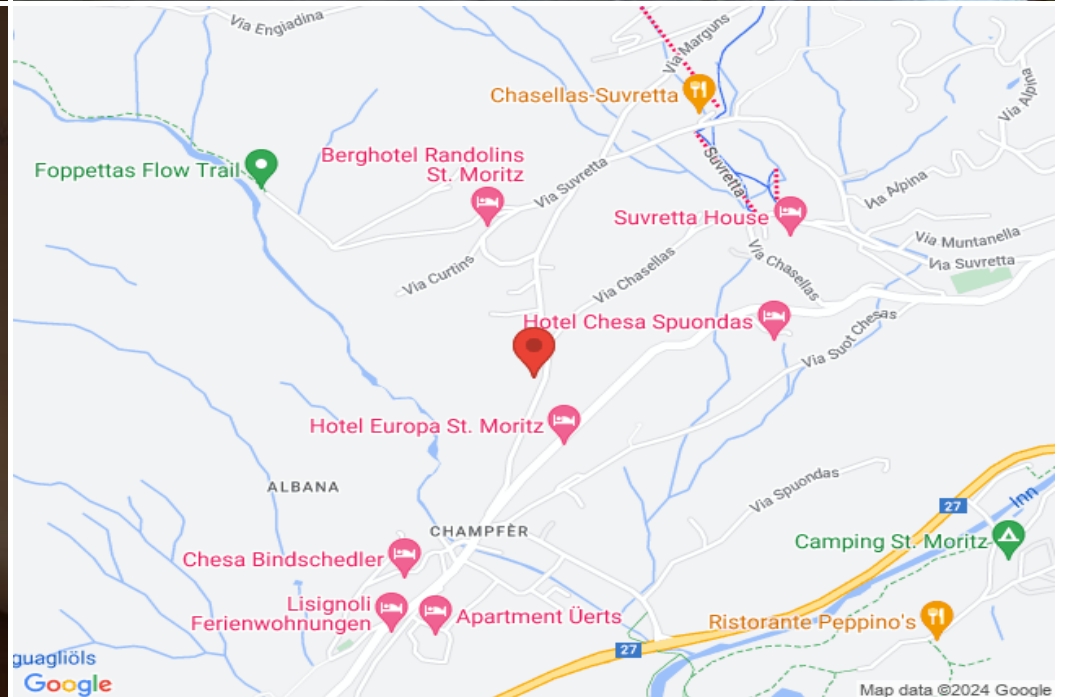 Via Engiadina
Via Marguns
Chasellas-Suvretta
Via Alpina
Foppettas Flow Trail
Berghotel Randolins
St. Moritz
Via Suvretta
Suvretta
Via Alpina
Suvretta House
Via Muntanella
Via Suvretta
Via Curtins
Via Chasellas
Via Chasellas
Hotel Chesa Spuondas
Via Suot Chesas
Hotel Europa St. Moritz
ALBANA
Via Spuondas
27
Inn
CHAMPFÈR
Camping St. Moritz
Chesa Bindschedler
Lisignoli
Ferienwohnungen
Apartment Üerts
Ristorante Peppino's
27
guagliöls
Google
Map data ©2024 Google